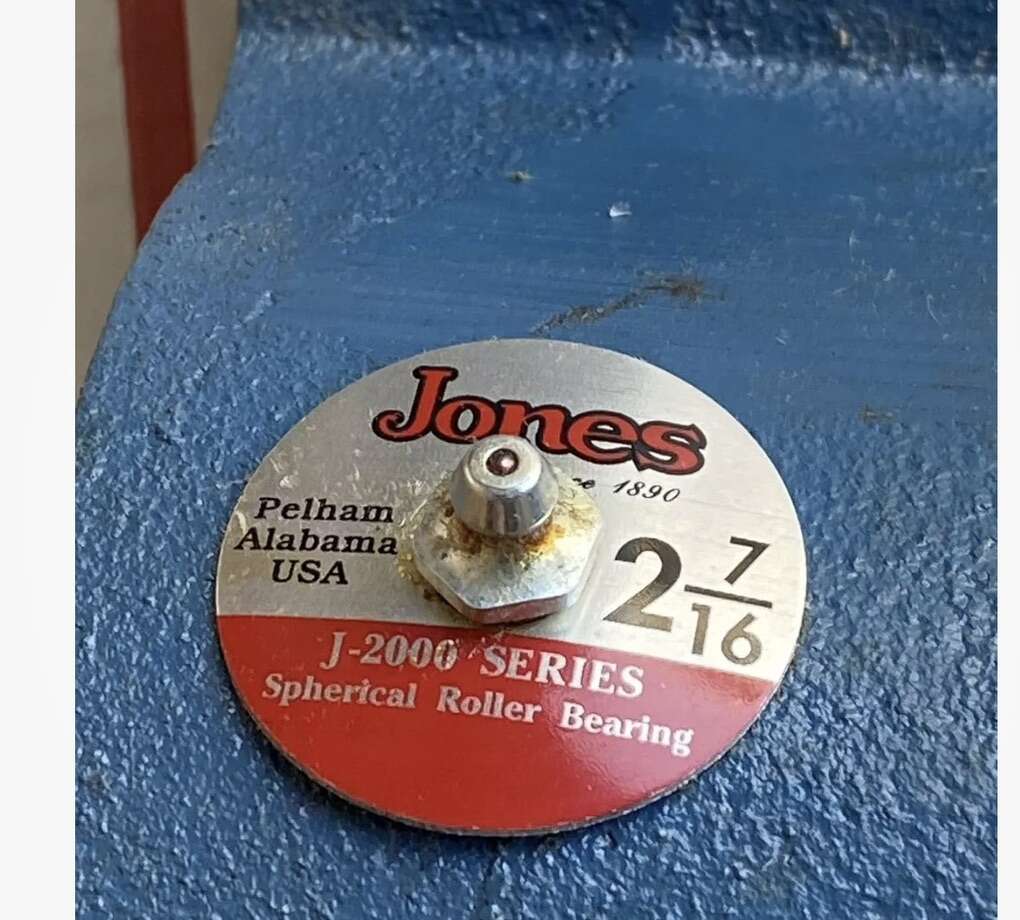 Jones
1890
Pelham
Alabama
USA
2 7/16
J-2000 SERIES
Spherical Roller Bearing